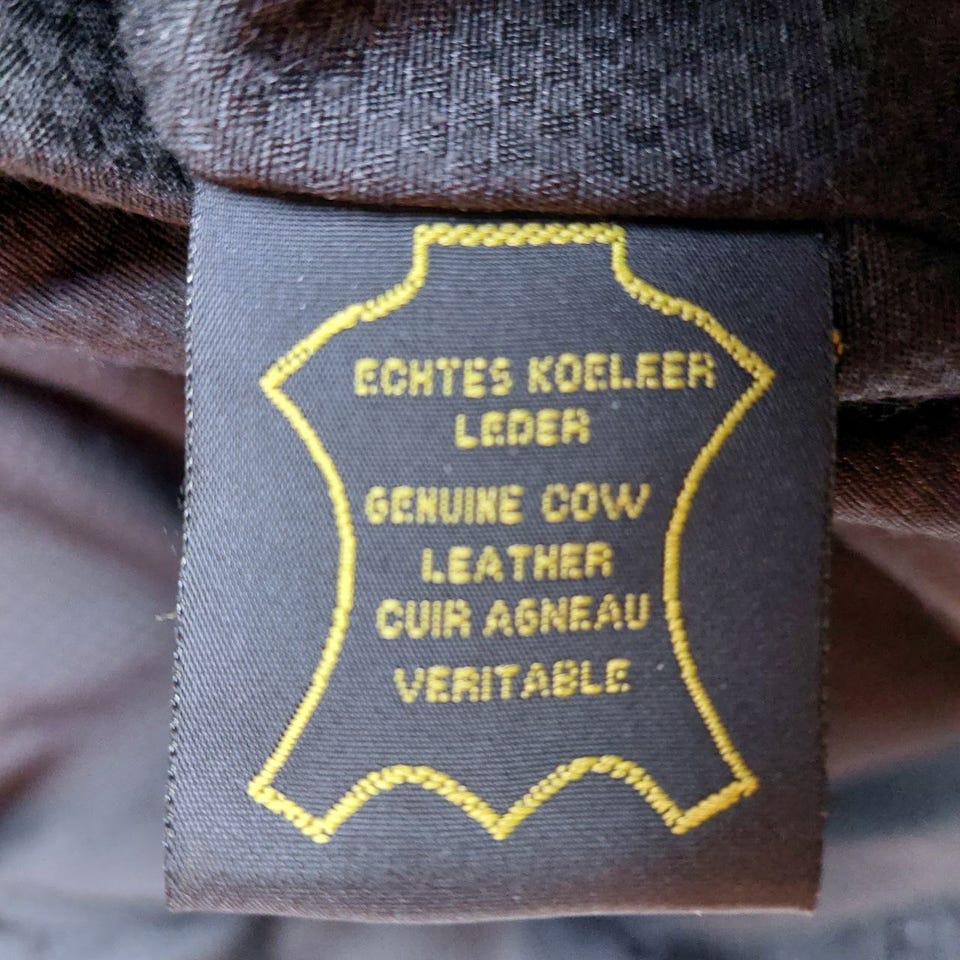 ECHTES KOELEER
LEDER
GENUINE COW
LEATHER
CUIR AGNEAU
VERITABLE